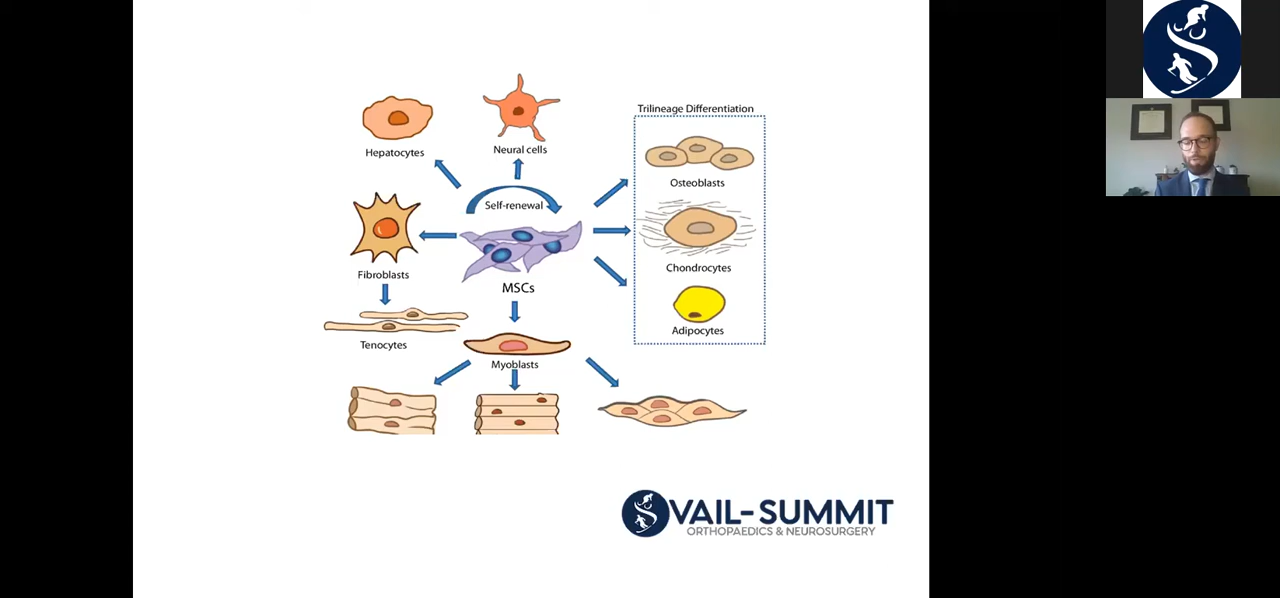 Trilineage Differentiation
Hepatocytes
Neural cells
Osteoblasts
Self-renewal
Fibroblasts
MSCs
Chondrocytes
Tenocytes
Myoblasts
Adipocytes
VAIL-SUMMIT
ORTHOPAEDICS & NEUROSURGERY